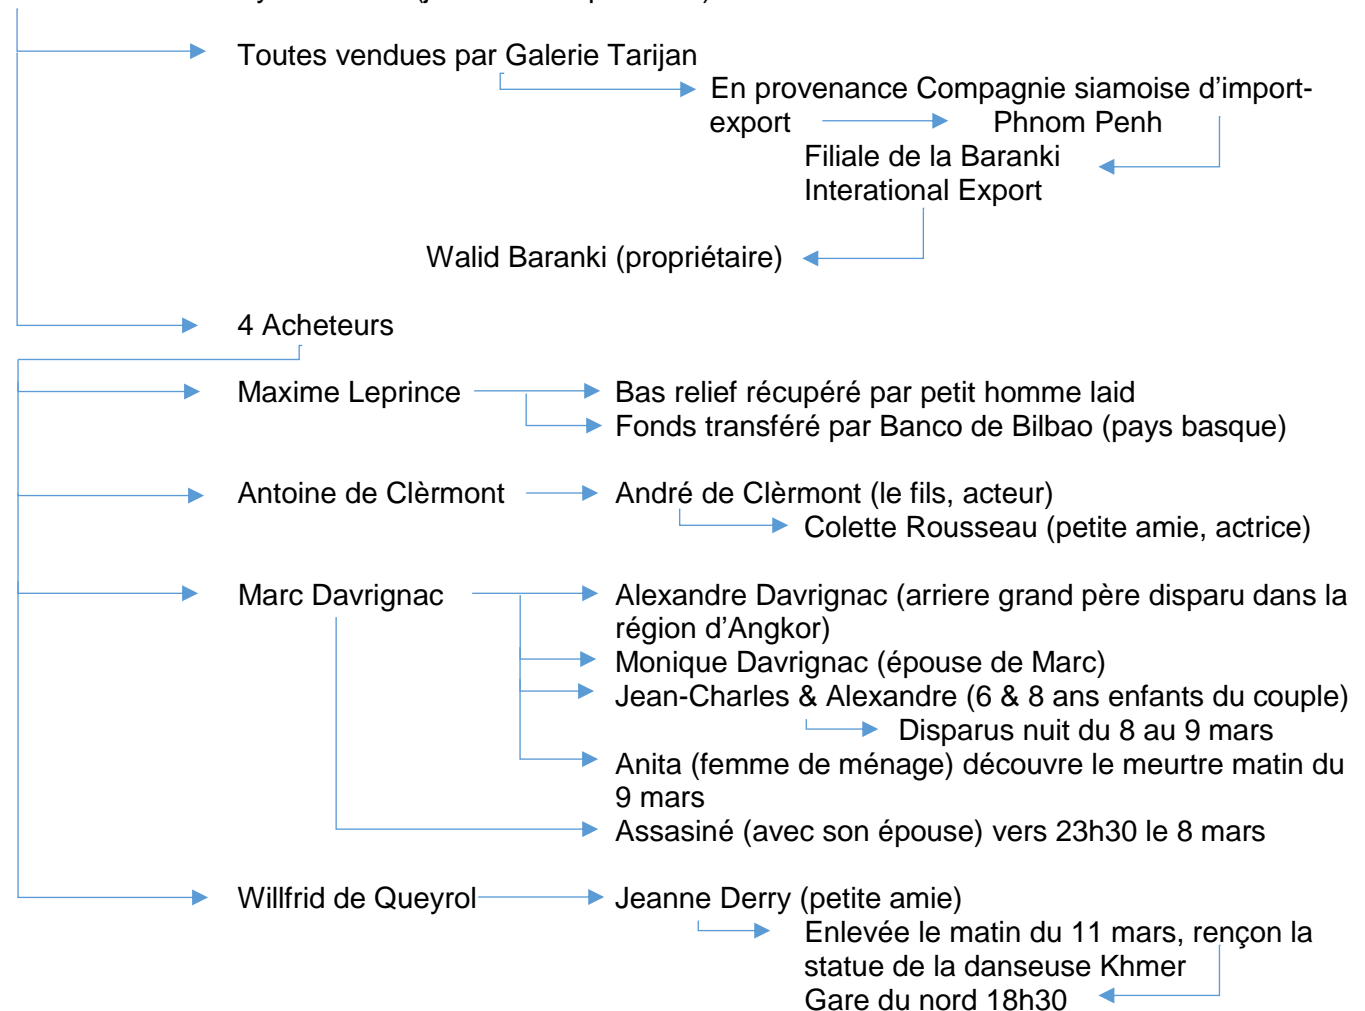 Toutes vendues par Galerie Tarijan
En provenance Compagnie siamoise d'import-
export Phnom Penh
Filiale de la Baranki
Interational Export
Walid Baranki (propriétaire)
4 Acheteurs
Maxime Leprince Bas relief récupéré par petit homme laid
Fonds transféré par Banco de Bilbao (pays basque)
Antoine de Clèrmont André de Clèrmont (le fils, acteur)
Colette Rousseau (petite amie, actrice)
Marc Davrignac Alexandre Davrignac (arriere grand père disparu dans la
région d'Angkor)
Monique Davrignac (épouse de Marc)
Jean-Charles & Alexandre (6 & 8 ans enfants du couple)
Disparus nuit du 8 au 9 mars
Anita (femme de ménage) découvre le meurtre matin du
9 mars
Assasiné (avec son épouse) vers 23h30 le 8 mars
Willfrid de Queyrol Jeanne Derry (petite amie)
Enlevée le matin du 11 mars, rençon la
statue de la danseuse Khmer
Gare du nord 18h30